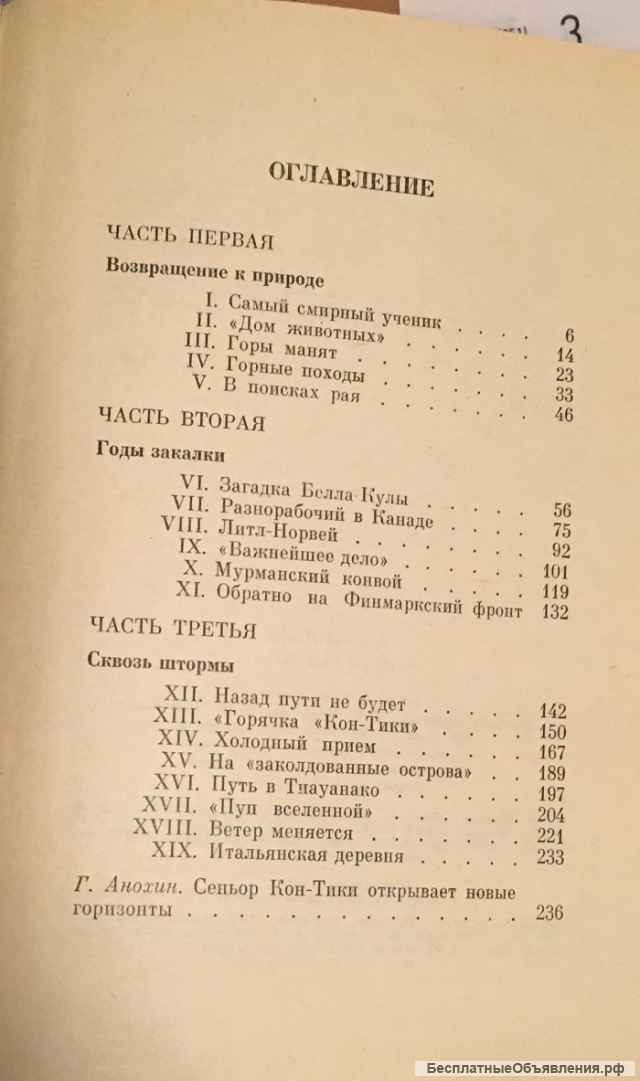 3
ОГЛАВЛЕНИЕ
ЧАСТЬ ПЕРВАЯ
Возвращение к природе
I. Самый смирный ученик . . . . 6
II. «Дом животных» . . . . . . 14
III. Горы манят . . . . . . . 23
IV. Горные походы . . . . . . 33
V. В поисках рая . . . . . . 46
ЧАСТЬ ВТОРАЯ
Годы закалки
VI. Загадка Белла-Кулы . . . . . 56
VII. Разнорабочий в Канаде . . . . 75
VIII. Литл-Норвей . . . . . . 92
IX. «Важнейшее дело» . . . . . 101
X. Мурманский конвой . . . . . 119
XI. Обратно на Финмаркский фронт 132
ЧАСТЬ ТРЕТЬЯ
Сквозь штормы
XII. Назад пути не будет . . . . . 142
XIII. «Горячка «Кон-Тики» . . . . 150
XIV. Холодный прием . . . . . . 167
XV. На «заколдованные острова» . . 189
XVI. Путь в Тиауанако . . . . . 197
XVII. «Пуп вселенной» . . . . . . 204
XVIII. Ветер меняется . . . . . . . 221
XIX. Итальянская деревня . . . . . 233
Г. Анохин. Сеньор Кон-Тики открывает новые
горизонты . . . . . . . . . . . . . . 236
БесплатныеОбъявления.рф